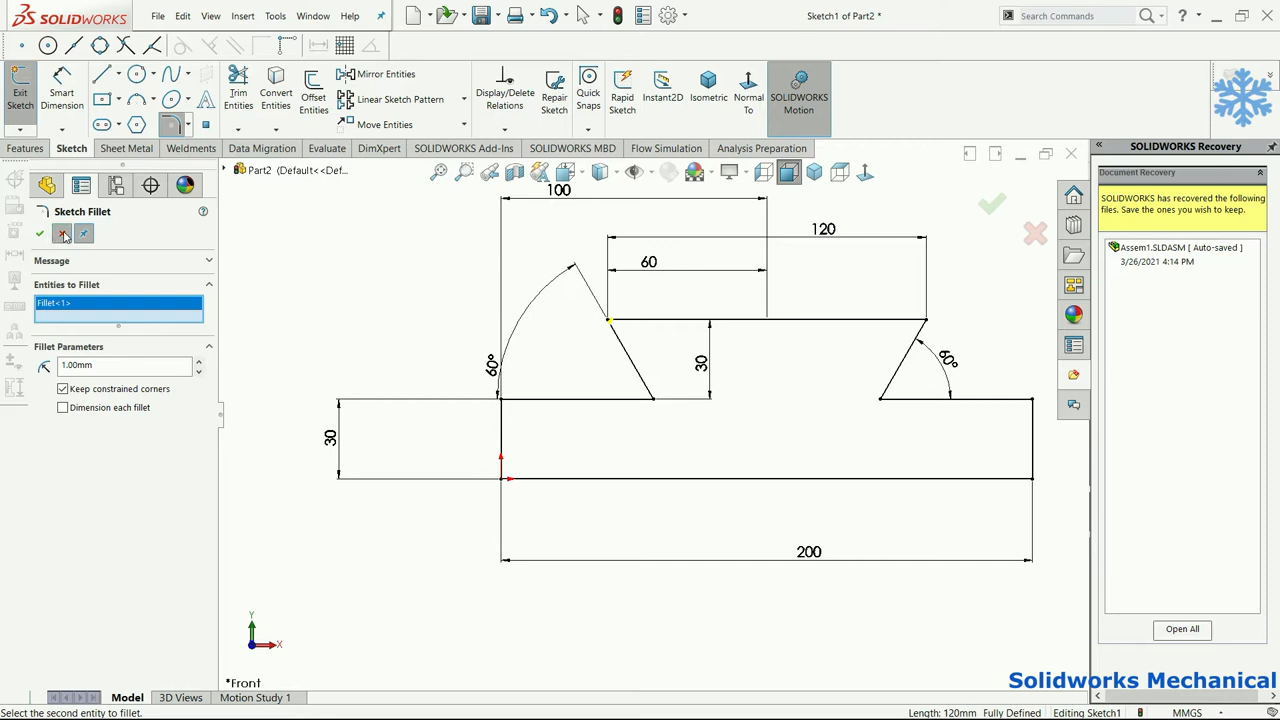 SOLIDWORKS
File Edit View Insert Tools Window Help
Sketch1 of Part2 *
Search Commands
Exit Sketch
Smart Dimension
Trim Entities
Convert Entities
Offset Entities
Mirror Entities
Linear Sketch Pattern
Move Entities
Display/Delete Relations
Repair Sketch
Quick Snaps
Rapid Sketch
Instant2D
Isometric
Normal To
SOLIDWORKS Motion
Features Sketch Sheet Metal Weldments Data Migration Evaluate DimXpert SOLIDWORKS Add-Ins SOLIDWORKS MBD Flow Simulation Analysis Preparation
SOLIDWORKS Recovery
Part2 (Default<<Def...
Document Recovery
SOLIDWORKS has recovered the following
files. Save the ones you wish to keep.
Assem1.SLDASM [ Auto-saved ]
3/26/2021 4:14 PM
Open All
Sketch Fillet
Message
Entities to Fillet
Fillet<1>
Fillet Parameters
1.00mm
Keep constrained corners
Dimension each fillet
100
120
60
60°
30
60°
30
200
Y
X
*Front
Solidworks Mechanical
Model 3D Views Motion Study 1
Select the second entity to fillet.
Length: 120mm Fully Defined Editing Sketch1 MMGS